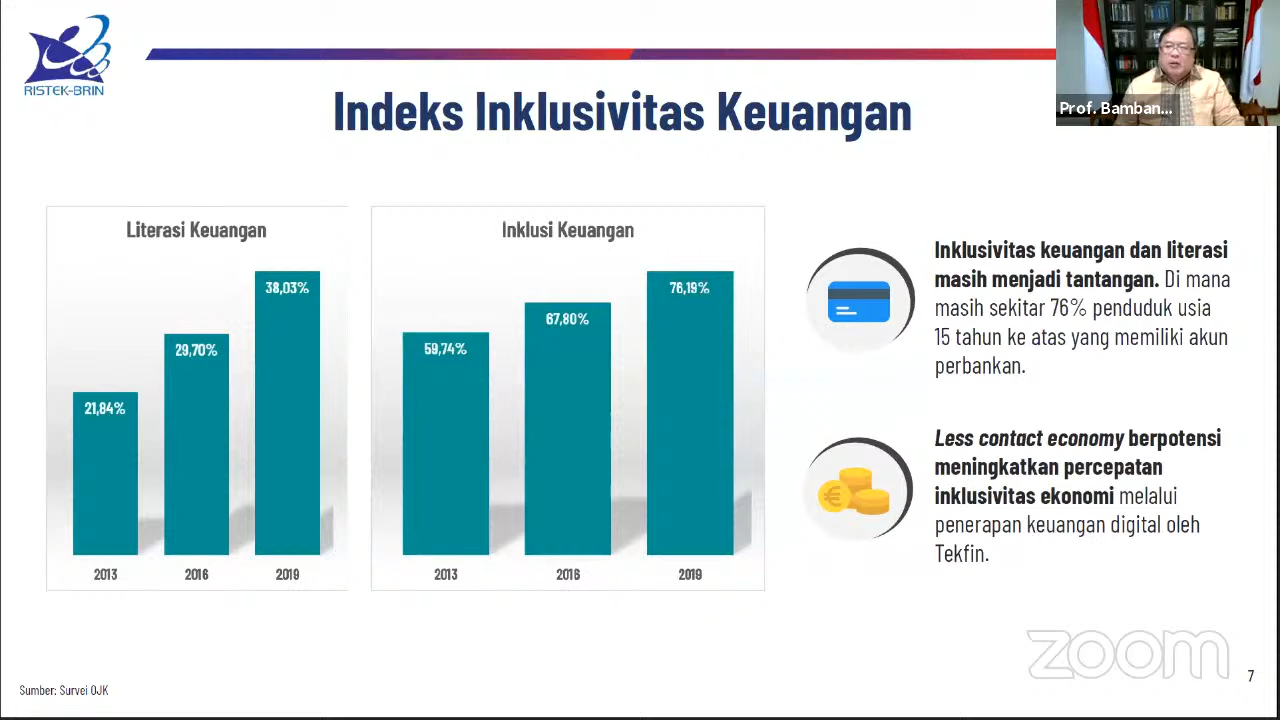 RISTEK-BRIN
Prof. Bamban...
Indeks Inklusivitas Keuangan
Literasi Keuangan
38,03%
29,70%
21,84%
2013 2016 2019
Inklusi Keuangan
76,19%
67,80%
59,74%
2013 2016 2019
Inklusivitas keuangan dan literasi
masih menjadi tantangan. Di mana
masih sekitar 76% penduduk usia
15 tahun ke atas yang memiliki akun
perbankan.
Less contact economy berpotensi
meningkatkan percepatan
inklusivitas ekonomi melalui
penerapan keuangan digital oleh
Tekfin.
zoom
7
Sumber: Survei OJK